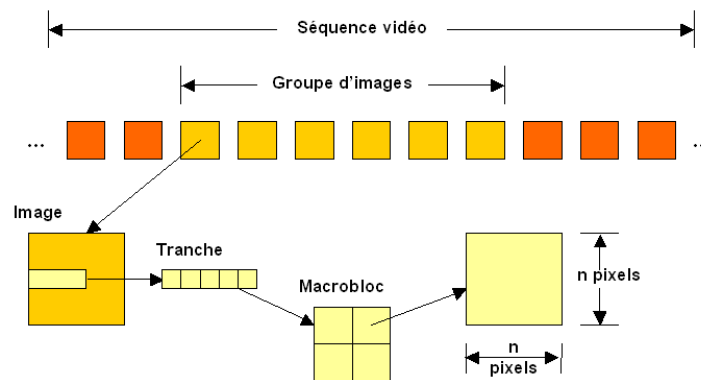 Séquence vidéo
Groupe d'images
...
..
Image
Tranche
Macrobloc
n pixels
n
pixels